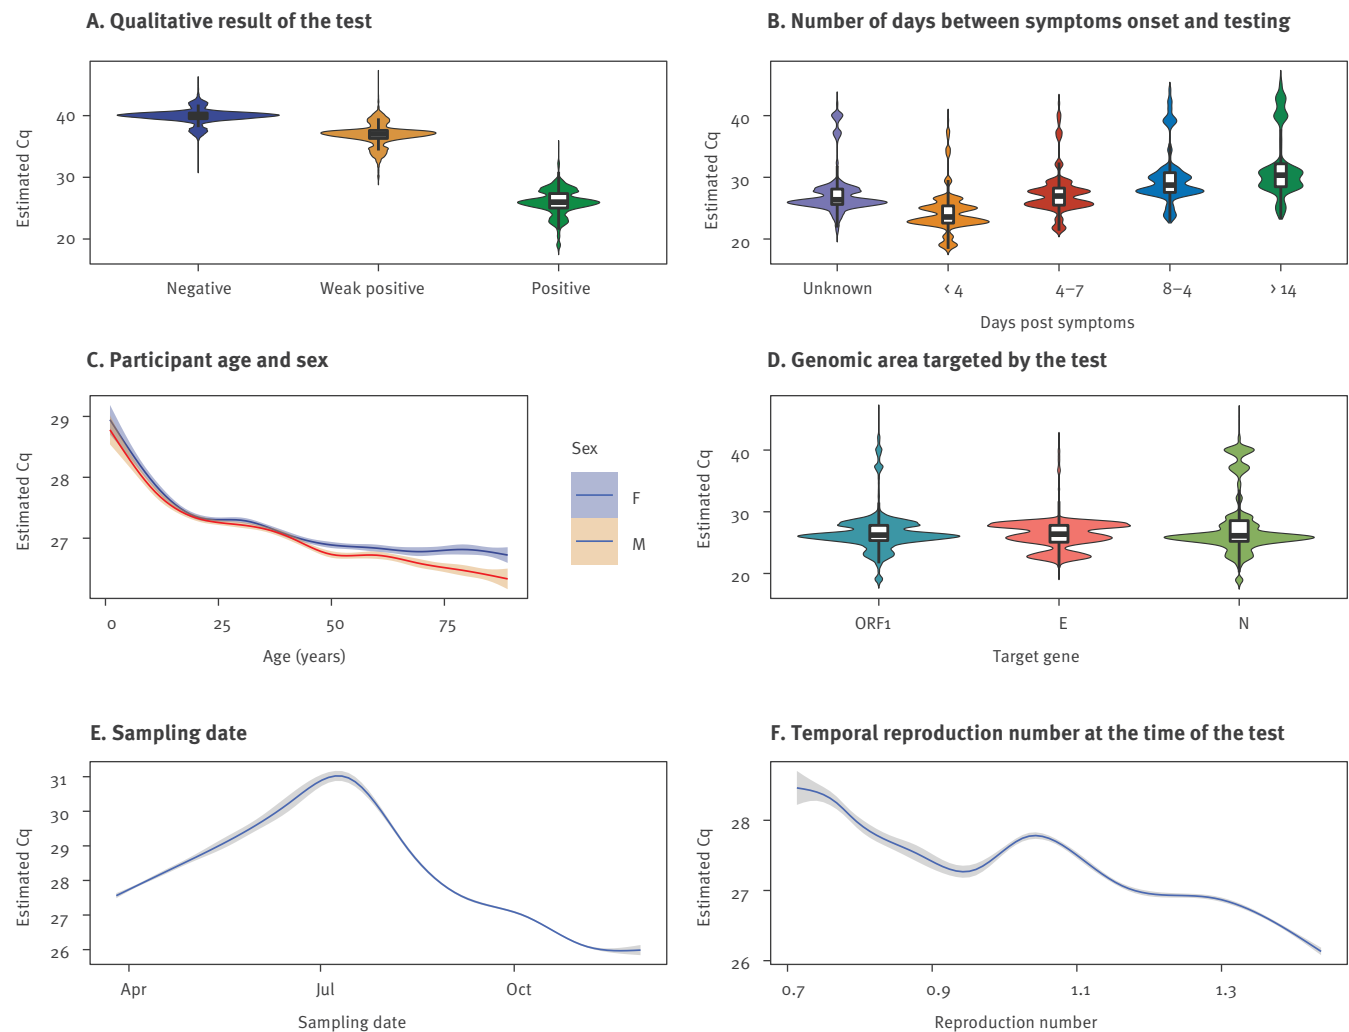 A. Qualitative result of the test
Estimated Cq
40
30
20
Negative Weak positive Positive
B. Number of days between symptoms onset and testing
Estimated Cq
40
30
20
Unknown < 4 4–7 8–4 > 14
Days post symptoms
C. Participant age and sex
Estimated Cq
29
28
27
0 25 50 75
Age (years)
Sex
F
M
D. Genomic area targeted by the test
Estimated Cq
40
30
20
ORF1 E N
Target gene
E. Sampling date
Estimated Cq
31
30
29
28
27
26
Apr Jul Oct
Sampling date
F. Temporal reproduction number at the time of the test
Estimated Cq
28
27
26
0.7 0.9 1.1 1.3
Reproduction number